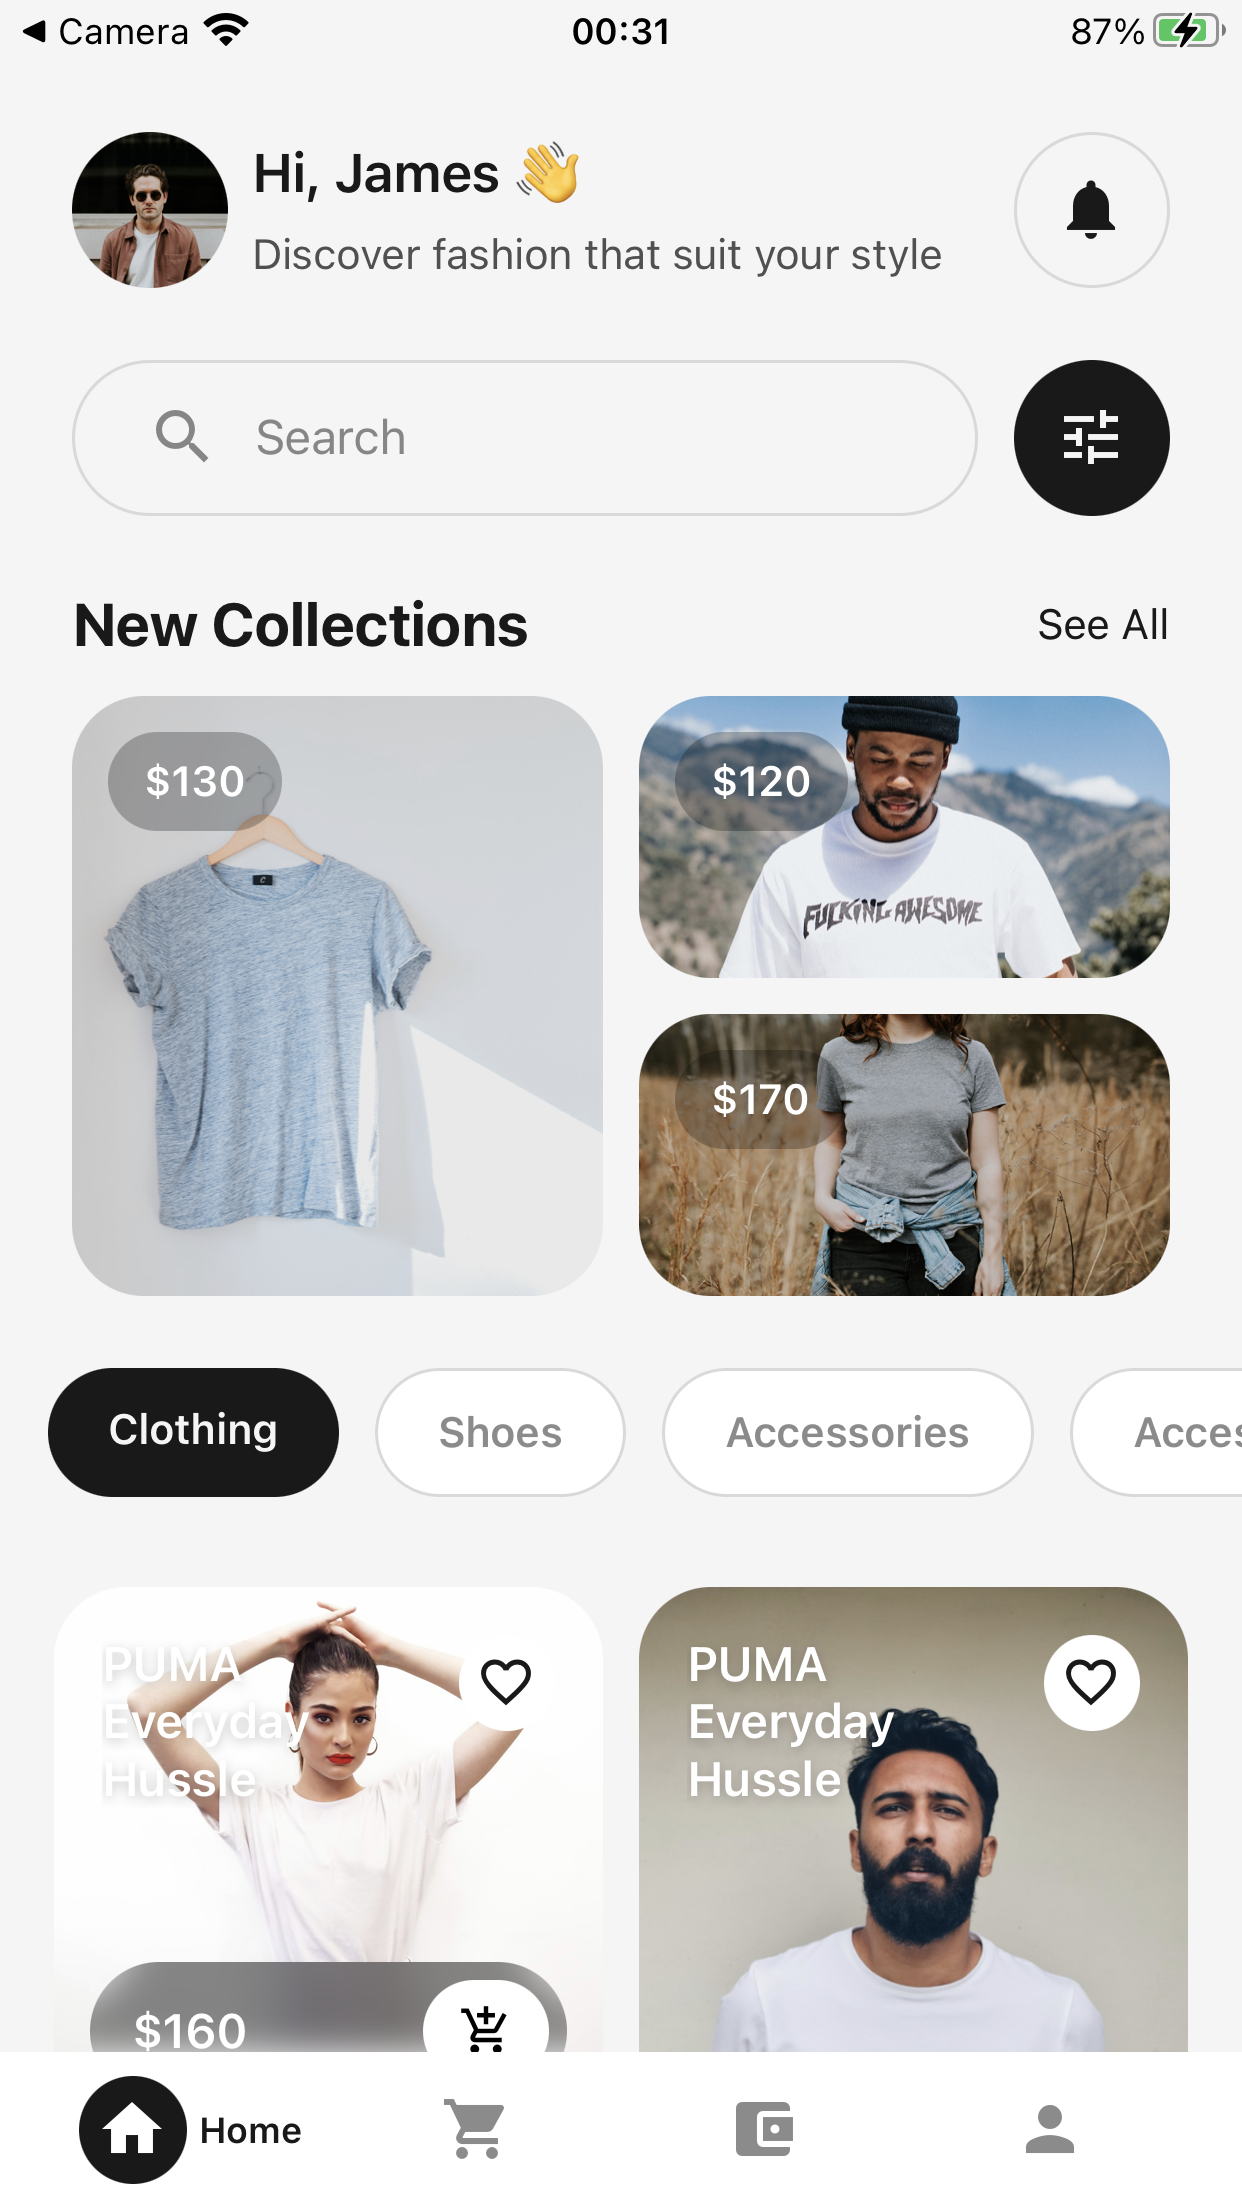 ◀ Camera 00:31 87%
Hi, James 👋
Discover fashion that suit your style
Search
New Collections See All
$130
$120
FUCKING AWESOME
$170
Clothing Shoes Accessories Acces
PUMA
Everyday
Hussle
PUMA
Everyday
Hussle
$160
Home